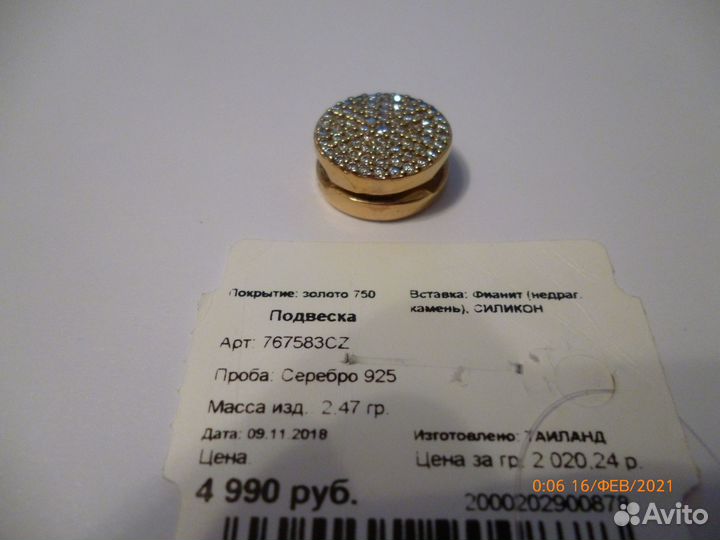 Покрытие: золото 750
Вставка: Фианит (недраг.
камень), СИЛИКОН
Подвеска
Арт: 767583CZ
Проба: Серебро 925
Масса изд.: 2.47 гр.
Дата: 09.11.2018
Изготовлено: ТАИЛАНД
Цена
Цена за гр. 2 020.24 р.
4 990 руб.
0:06 16/ФЕВ/2021
2000202900878
Avito